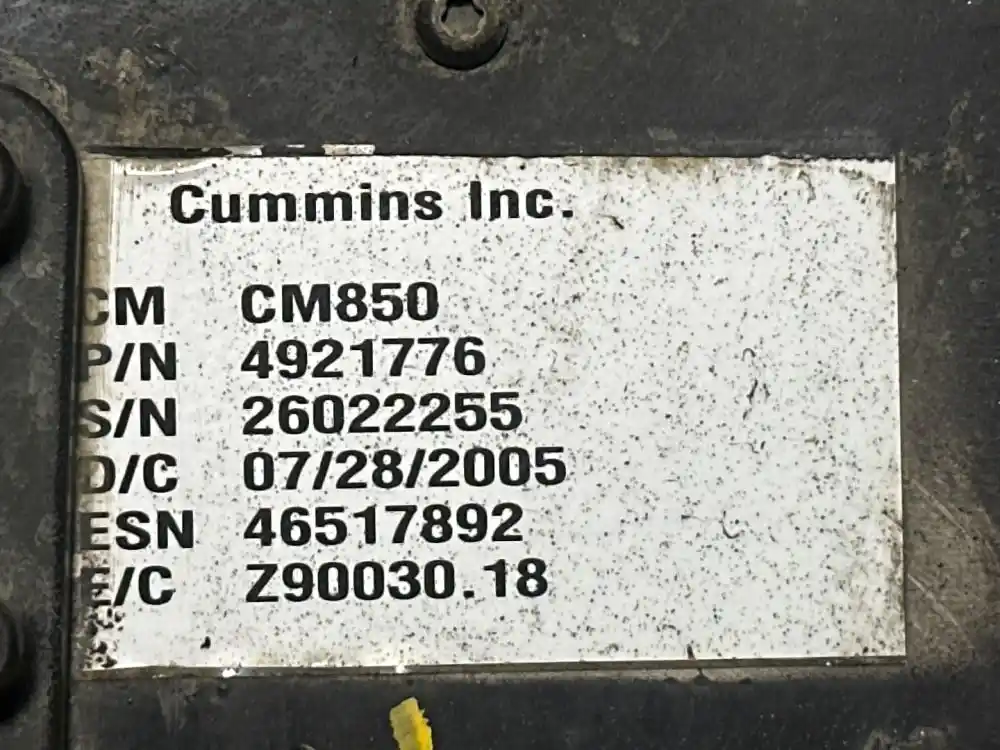 Cummins Inc.
CM CM850
P/N 4921776
S/N 26022255
D/C 07/28/2005
ESN 46517892
E/C Z90030.18